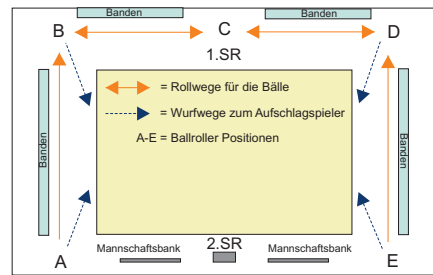 Banden
Banden
B
C
D
1.SR
= Rollwege für die Bälle
= Wurfwege zum Aufschlagspieler
A-E = Ballroller Positionen
Banden
Banden
2.SR
Mannschaftsbank
Mannschaftsbank
A
E